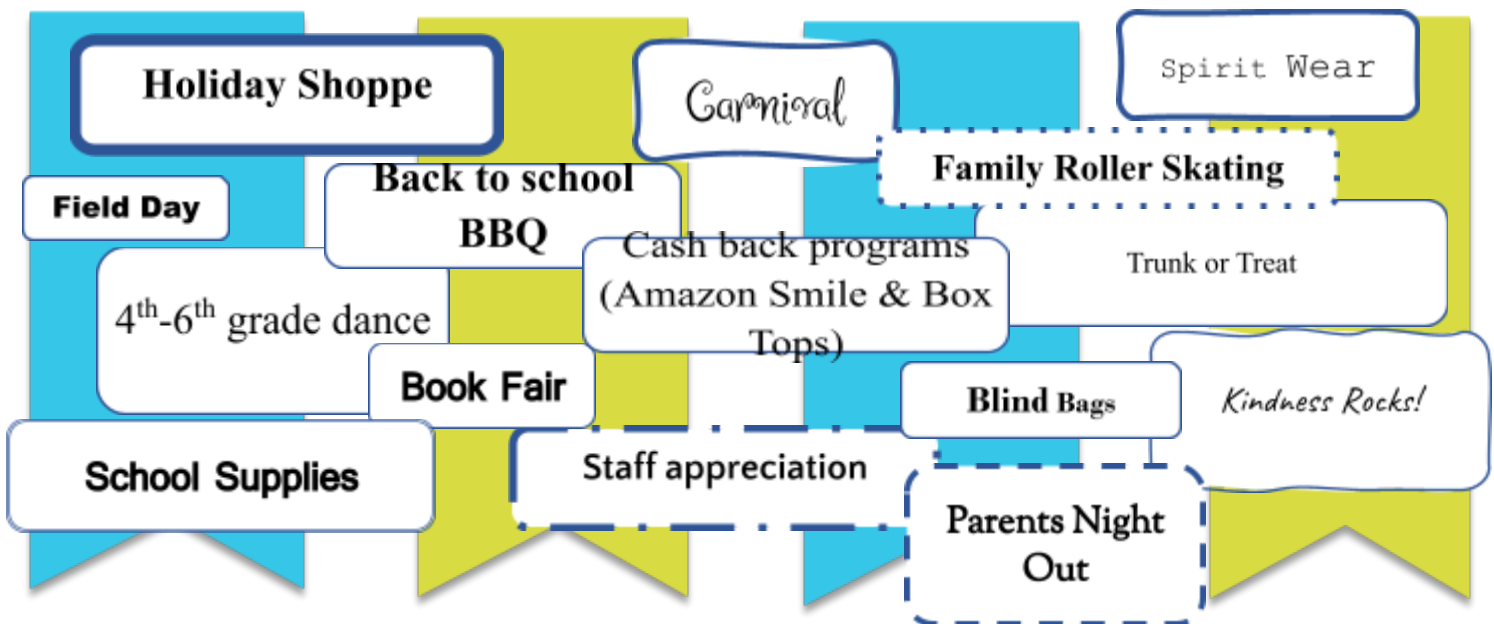 Holiday Shoppe
Carnival
Spirit Wear
Family Roller Skating
Back to school
BBQ
Field Day
Cash back programs
(Amazon Smile & Box
Tops)
Trunk or Treat
4th-6th grade dance
Book Fair
Blind Bags
Kindness Rocks!
School Supplies
Staff appreciation
Parents Night
Out